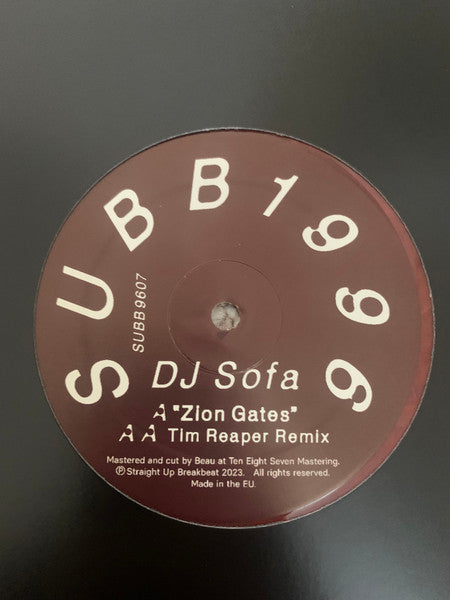 SUBB1996
SUBB9607
DJ Sofa
A "Zion Gates"
AA Tim Reaper Remix
Mastered and cut by Beau at Ten Eight Seven Mastering.
℗ Straight Up Breakbeat 2023. All rights reserved.
Made in the EU.